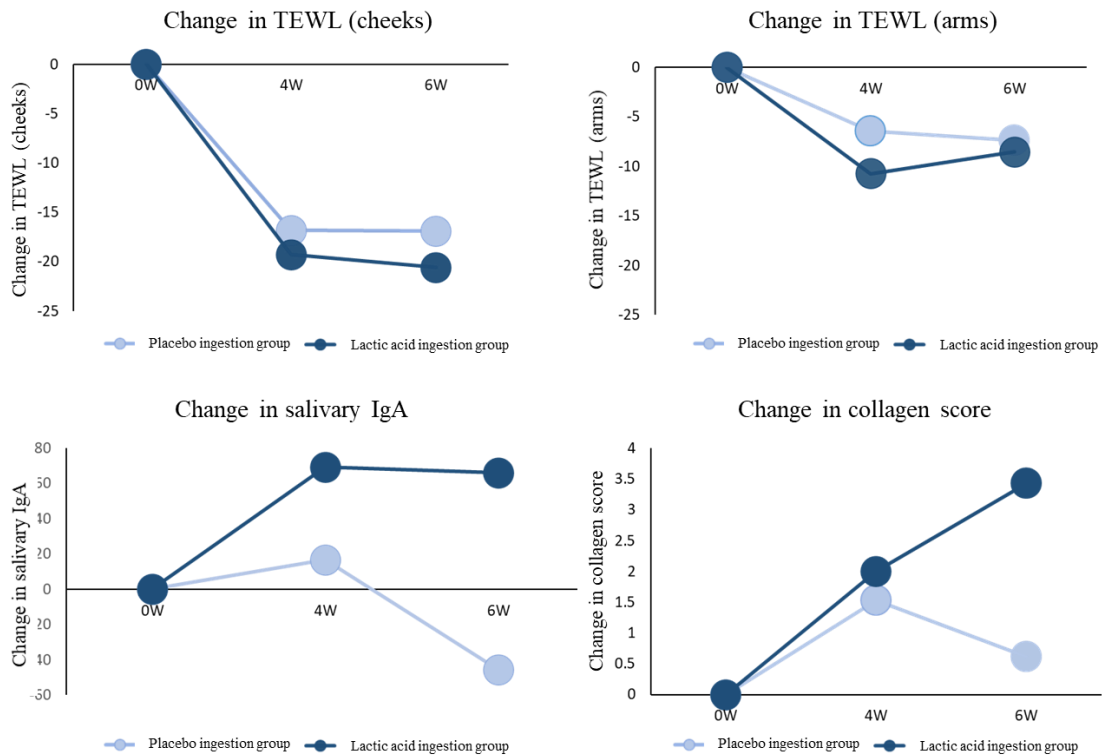 Change in TEWL (cheeks)
Change in TEWL (cheeks)
0
-5
-10
-15
-20
-25
0W
4W
6W
Placebo ingestion group
Lactic acid ingestion group
Change in TEWL (arms)
Change in TEWL (arms)
0
-5
-10
-15
-20
-25
0W
4W
6W
Placebo ingestion group
Lactic acid ingestion group
Change in salivary IgA
Change in salivary IgA
80
60
40
20
0
20
40
-60
0W
4W
6W
Placebo ingestion group
Lactic acid ingestion group
Change in collagen score
Change in collagen score
4
3.5
3
2.5
2
1.5
1
0.5
0
0W
4W
6W
Placebo ingestion group
Lactic acid ingestion group